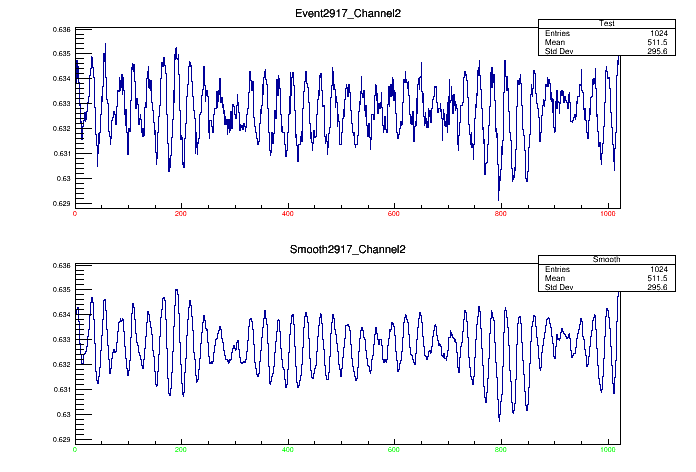 Event2917_Channel2
Test
Entries 1024
Mean 511.5
Std Dev 295.6
0.636
0.635
0.634
0.633
0.632
0.631
0.63
0.629
0 200 400 600 800 1000
Smooth2917_Channel2
Smooth
Entries 1024
Mean 511.5
Std Dev 295.6
0.636
0.635
0.634
0.633
0.632
0.631
0.63
0.629
0 200 400 600 800 1000